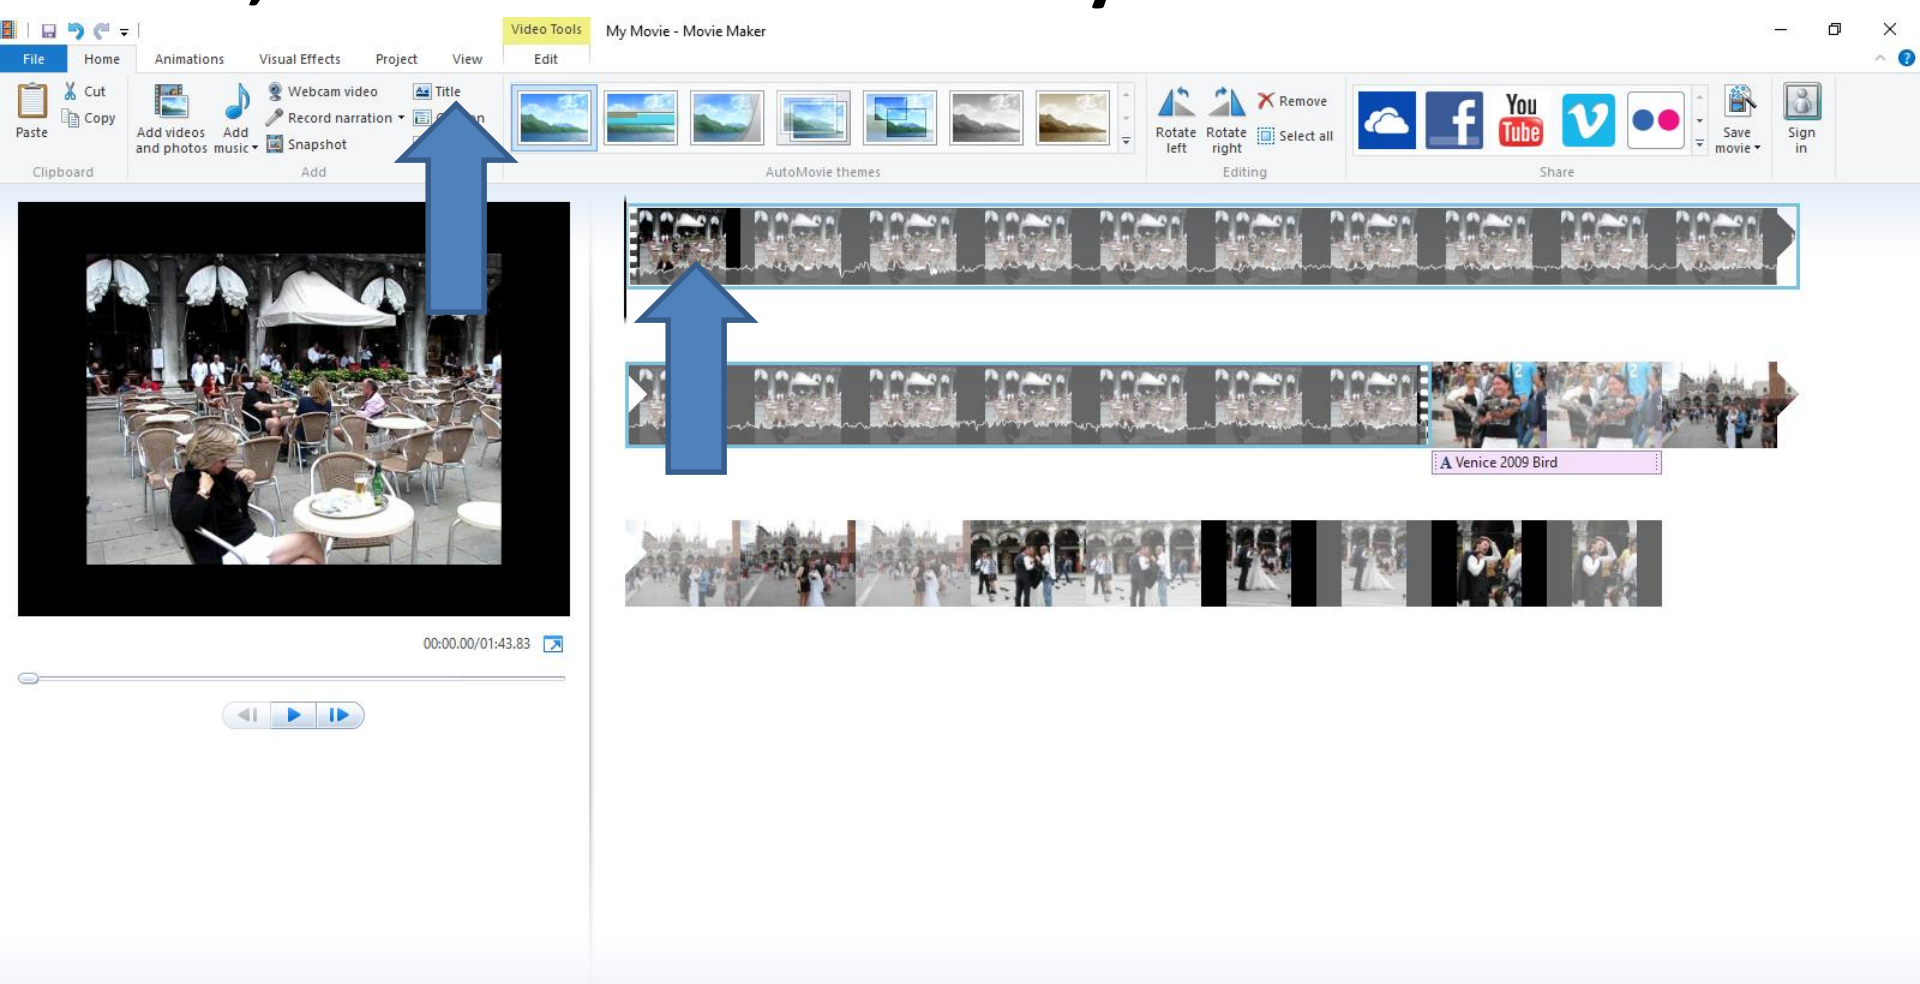 Video Tools My Movie - Movie Maker
File Home Animations Visual Effects Project View Edit
Paste
Cut
Copy
Clipboard
Add videos and photos
Add music
Webcam video
Record narration
Snapshot
Title
Add
AutoMovie themes
Rotate left
Rotate right
Remove
Select all
Editing
f
You Tube
v
Share
Save movie
Sign in
00:00.00/01:43.83
2
2
A Venice 2009 Bird